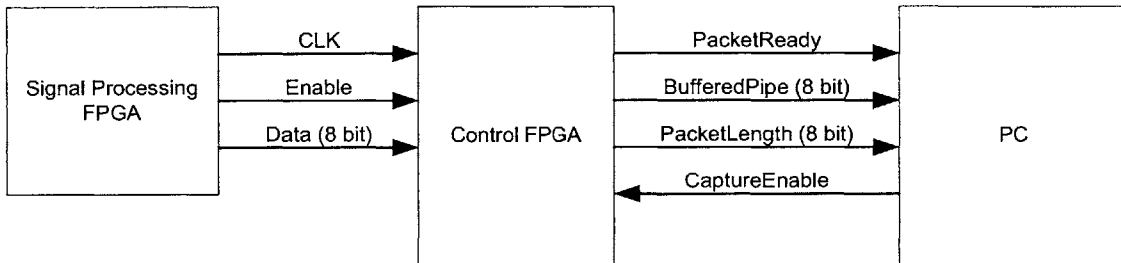 Signal Processing
FPGA
CLK
Enable
Data (8 bit)
Control FPGA
PacketReady
BufferedPipe (8 bit)
PacketLength (8 bit)
CaptureEnable
PC